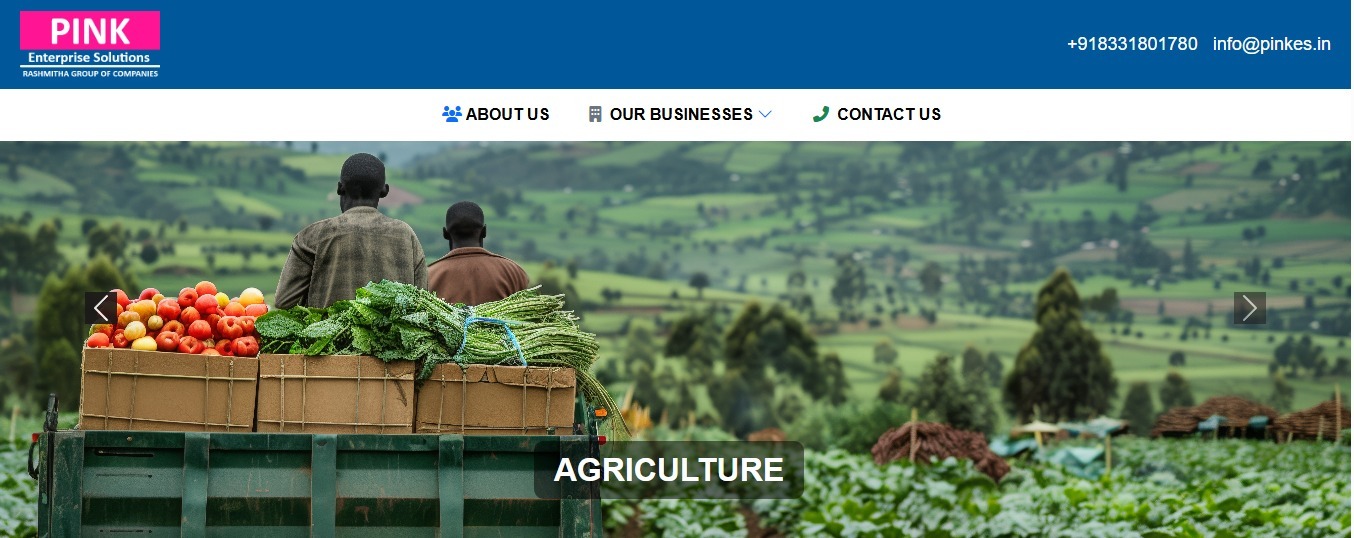 PINK
Enterprise Solutions
RASHMITHA GROUP OF COMPANIES
+918331801780 info@pinkes.in
ABOUT US OUR BUSINESSES CONTACT US
AGRICULTURE